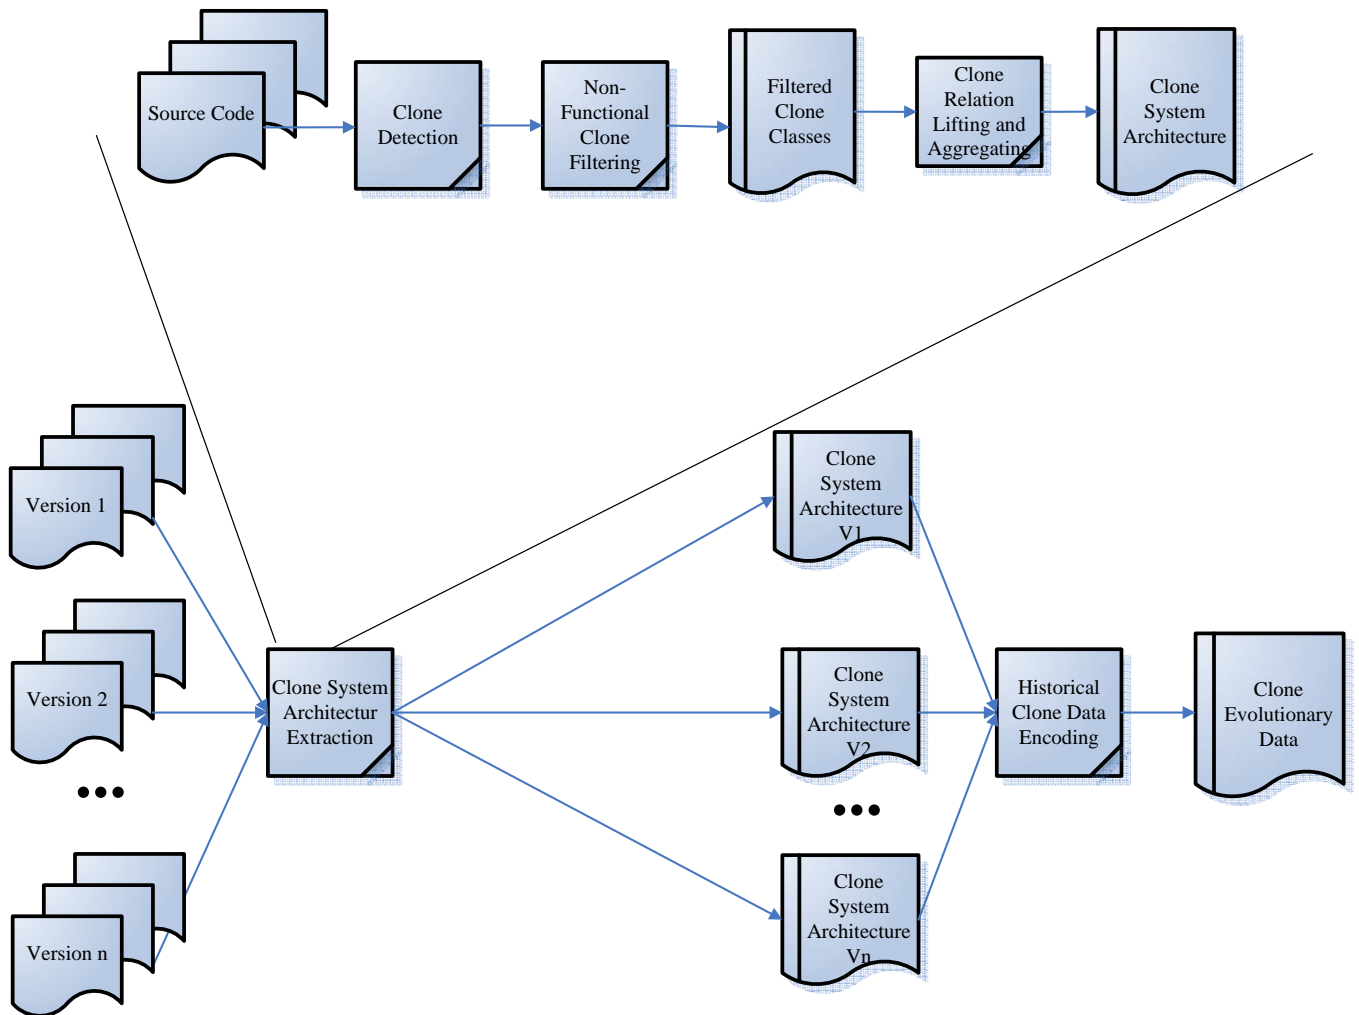 Source Code
Clone
Detection
Non-
Functional
Clone
Filtering
Filtered
Clone
Classes
Clone
Relation
Lifting and
Aggregating
Clone
System
Architecture
Version 1
Version 2
Version n
Clone System
Architectur
Extraction
Clone
System
Architecture
V1
Clone
System
Architecture
V2
Clone
System
Architecture
Vn
Historical
Clone Data
Encoding
Clone
Evolutionary
Data